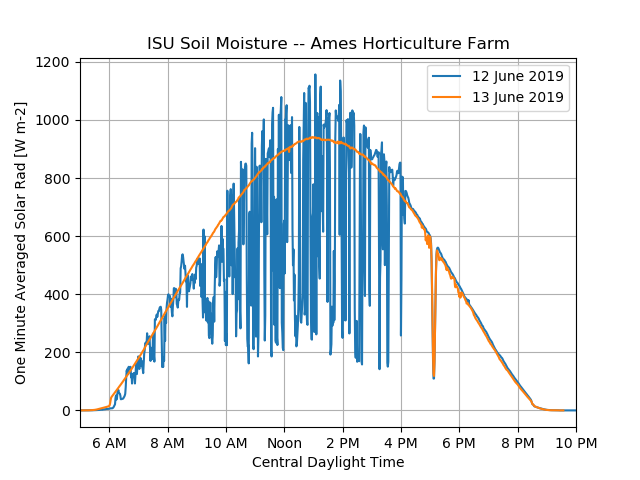 ISU Soil Moisture -- Ames Horticulture Farm
12 June 2019
13 June 2019
One Minute Averaged Solar Rad [W m-2]
1200
1000
800
600
400
200
0
6 AM 8 AM 10 AM Noon 2 PM 4 PM 6 PM 8 PM 10 PM
Central Daylight Time